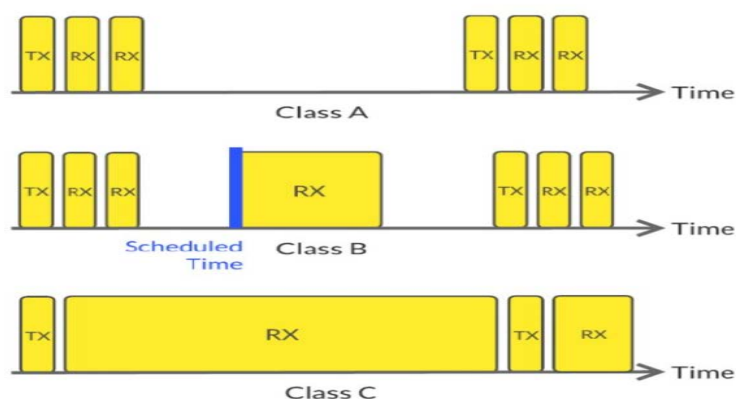 TX RX RX TX RX RX
Time
Class A
TX RX RX RX TX RX RX
Time
Scheduled
Time
Class B
TX RX TX RX
Time
Class C